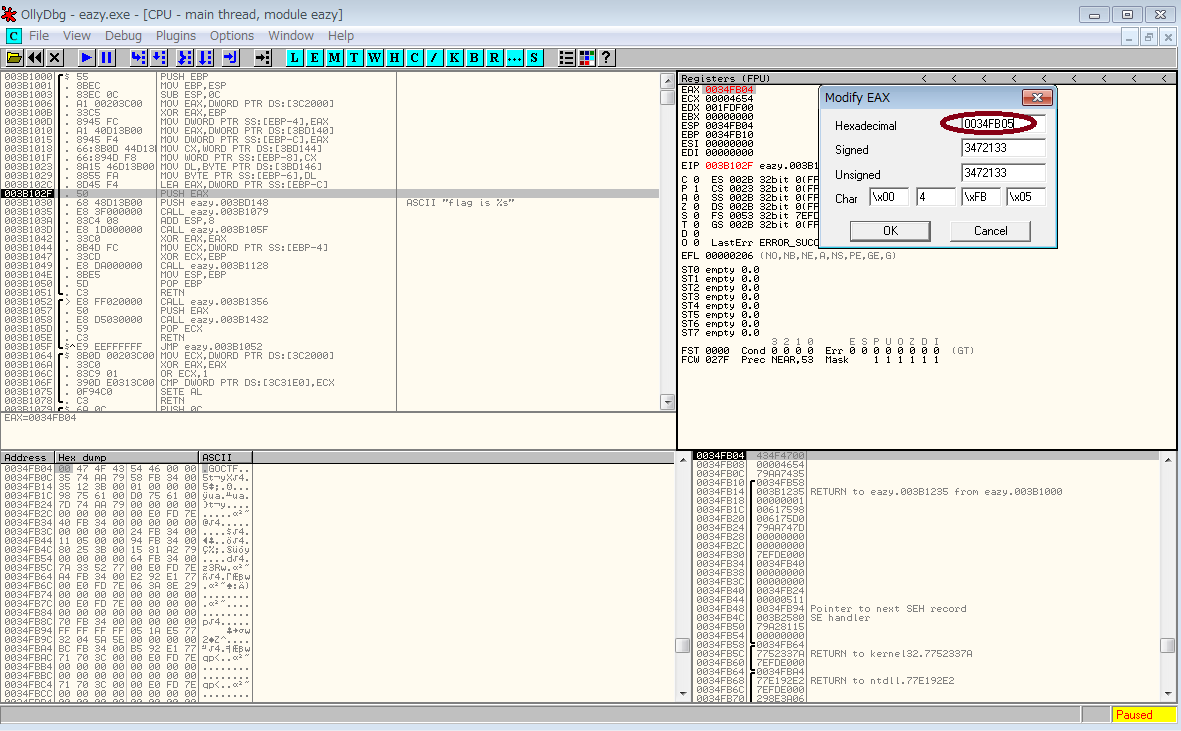 OllyDbg - eazy.exe - [CPU - main thread, module eazy]
C File View Debug Plugins Options Window Help
L E M T W H C / K B R ... S ?
003B1000 $ 55 PUSH EBP
003B1001 . 8BEC MOV EBP,ESP
003B1003 . 83EC 0C SUB ESP,0C
003B1006 . A1 00203C00 MOV EAX,DWORD PTR DS:[3C2000]
003B100B . 33C5 XOR EAX,EBP
003B100D . 8945 FC MOV DWORD PTR SS:[EBP-4],EAX
003B1010 . A1 40D13B00 MOV EAX,DWORD PTR DS:[3BD140]
003B1015 . 8945 F4 MOV DWORD PTR SS:[EBP-C],EAX
003B1018 . 66:8B0D 44D13 MOV CX,WORD PTR DS:[3BD144]
003B101F . 66:894D F8 MOV WORD PTR SS:[EBP-8],CX
003B1023 . 8A15 46D13B00 MOV DL,BYTE PTR DS:[3BD146]
003B1029 . 8855 FA MOV BYTE PTR SS:[EBP-6],DL
003B102C . 8D45 F4 LEA EAX,DWORD PTR SS:[EBP-C]
003B102F . 50 PUSH EAX
003B1030 . 68 48D13B00 PUSH eazy.003BD148 ASCII "flag is %s"
003B1035 . E8 3F000000 CALL eazy.003B1079
003B103A . 83C4 08 ADD ESP,8
003B103D . E8 1D000000 CALL eazy.003B105F
003B1042 . 33C0 XOR EAX,EAX
003B1044 . 8B4D FC MOV ECX,DWORD PTR SS:[EBP-4]
003B1047 . 33CD XOR ECX,EBP
003B1049 . E8 DA000000 CALL eazy.003B1128
003B104E . 8BE5 MOV ESP,EBP
003B1050 . 5D POP EBP
003B1051 . C3 RETN
003B1052 > E8 FF020000 CALL eazy.003B1356
003B1057 . 50 PUSH EAX
003B1058 . E8 D5030000 CALL eazy.003B1432
003B105D . 59 POP ECX
003B105E . C3 RETN
003B105F $^E9 EEFFFFFF JMP eazy.003B1052
003B1064 $ 8B0D 00203C00 MOV ECX,DWORD PTR DS:[3C2000]
003B106A . 33C0 XOR EAX,EAX
003B106C . 83C9 01 OR ECX,1
003B106F . 390D E0313C00 CMP DWORD PTR DS:[3C31E0],ECX
003B1075 . 0F94C0 SETE AL
003B1078 . C3 RETN
003B1079 $ 6A 0C PUSH 0C
EAX=0034FB04
Registers (FPU) < < < < < < < < <
EAX 0034FB04
ECX 00004654
EDX 001FDF00
EBX 00000000
ESP 0034FB04
EBP 0034FB10
ESI 00000000
EDI 00000000
EIP 003B102F eazy.003B1
C 0 ES 002B 32bit 0(FF
P 1 CS 0023 32bit 0(FF
A 0 SS 002B 32bit 0(FF
Z 0 DS 002B 32bit 0(FF
S 0 FS 0053 32bit 7EFD
T 0 GS 002B 32bit 0(FF
D 0
O 0 LastErr ERROR_SUCC
EFL 00000206 (NO,NB,NE,A,NS,PE,GE,G)
ST0 empty 0.0
ST1 empty 0.0
ST2 empty 0.0
ST3 empty 0.0
ST4 empty 0.0
ST5 empty 0.0
ST6 empty 0.0
ST7 empty 0.0
3 2 1 0 E S P U O Z D I
FST 0000 Cond 0 0 0 0 Err 0 0 0 0 0 0 0 0 (GT)
FCW 027F Prec NEAR,53 Mask 1 1 1 1 1 1
Modify EAX
Hexadecimal 0034FB05
Signed 3472133
Unsigned 3472133
Char \x00 4 \xFB \x05
OK Cancel
Address Hex dump ASCII
0034FB04 00 47 4F 43 54 46 00 00 .GOCTF..
0034FB0C 35 74 AA 79 58 FB 34 00
0034FB14 35 12 3B 00 01 00 00 00
0034FB1C 98 75 61 00 D0 75 61 00
0034FB24 7D 74 AA 79 00 00 00 00
0034FB2C 00 00 00 00 00 E0 FD 7E
0034FB34 40 FB 34 00 00 00 00 00
0034FB3C 00 00 00 00 24 FB 34 00
0034FB44 11 05 00 00 94 FB 34 00
0034FB4C 80 25 3B 00 15 81 A2 79
0034FB54 00 00 00 00 64 FB 34 00
0034FB5C 7A 33 52 77 00 E0 FD 7E
0034FB64 A4 FB 34 00 E2 92 E1 77
0034FB6C 00 E0 FD 7E 06 3A 8E 29
0034FB74 00 00 00 00 00 00 00 00
0034FB7C 00 E0 FD 7E 00 00 00 00
0034FB84 00 00 00 00 00 00 00 00
0034FB8C 70 FB 34 00 00 00 00 00
0034FB94 FF FF FF FF 05 1A E5 77
0034FB9C 32 04 5A 5E 00 00 00 00
0034FBA4 BC FB 34 00 B5 92 E1 77
0034FBAC 71 70 3C 00 00 E0 FD 7E
0034FBB4 00 00 00 00 00 00 00 00
0034FBBC 00 00 00 00 00 00 00 00
0034FBC4 71 70 3C 00 00 E0 FD 7E
0034FBCC 00 00 00 00 00 00 00 00
0034FB04 434F4700
0034FB08 00004654
0034FB0C 79AA7435
0034FB10 0034FB58
0034FB14 003B1235 RETURN to eazy.003B1235 from eazy.003B1000
0034FB18 00000001
0034FB1C 00617598
0034FB20 006175D0
0034FB24 79AA747D
0034FB28 00000000
0034FB2C 00000000
0034FB30 7EFDE000
0034FB34 0034FB40
0034FB38 00000000
0034FB3C 00000000
0034FB40 0034FB24
0034FB44 00000511
0034FB48 0034FB94 Pointer to next SEH record
0034FB4C 003B2580 SE handler
0034FB50 79A28115
0034FB54 00000000
0034FB58 0034FB64
0034FB5C 7752337A RETURN to kernel32.7752337A
0034FB60 7EFDE000
0034FB64 0034FBA4
0034FB68 77E192E2 RETURN to ntdll.77E192E2
0034FB6C 7EFDE000
0034FB70 298E3A06
Paused